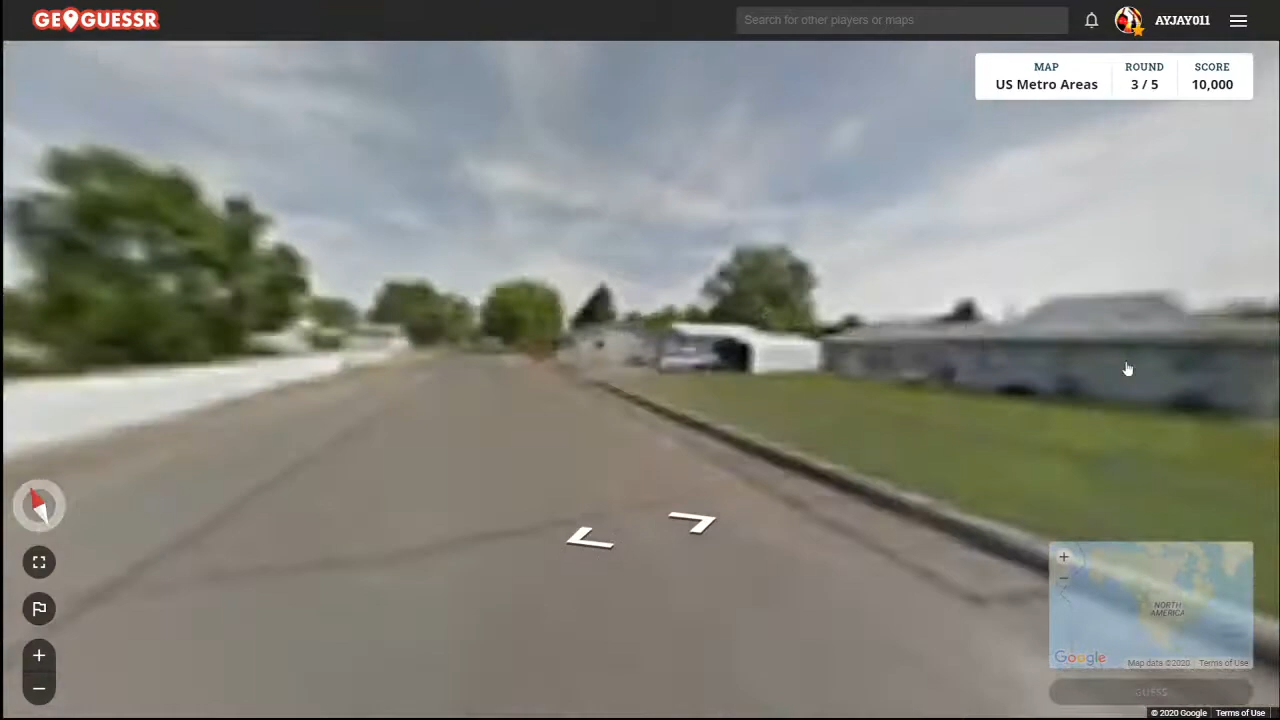 GEOGUESSR
Search for other players or maps
AYJAY011
MAP
US Metro Areas
ROUND
3 / 5
SCORE
10,000
NORTH
AMERICA
Google
Map data ©2020
Terms of Use
GUESS
© 2020 Google
Terms of Use